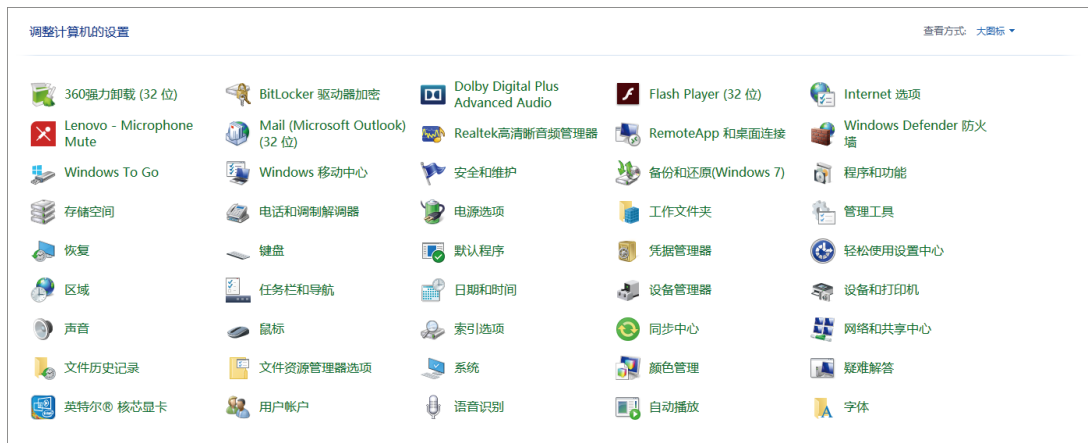 调整计算机的设置
查看方式: 大图标
360强力卸载 (32 位)
BitLocker 驱动器加密
Dolby Digital Plus
Advanced Audio
Flash Player (32 位)
Internet 选项
Lenovo - Microphone
Mute
Mail (Microsoft Outlook)
(32 位)
Realtek高清晰音频管理器
RemoteApp 和桌面连接
Windows Defender 防火
墙
Windows To Go
Windows 移动中心
安全和维护
备份和还原(Windows 7)
程序和功能
存储空间
电话和调制解调器
电源选项
工作文件夹
管理工具
恢复
键盘
默认程序
凭据管理器
轻松使用设置中心
区域
任务栏和导航
日期和时间
设备管理器
设备和打印机
声音
鼠标
索引选项
同步中心
网络和共享中心
文件历史记录
文件资源管理器选项
系统
颜色管理
疑难解答
英特尔® 核芯显卡
用户帐户
语音识别
自动播放
字体